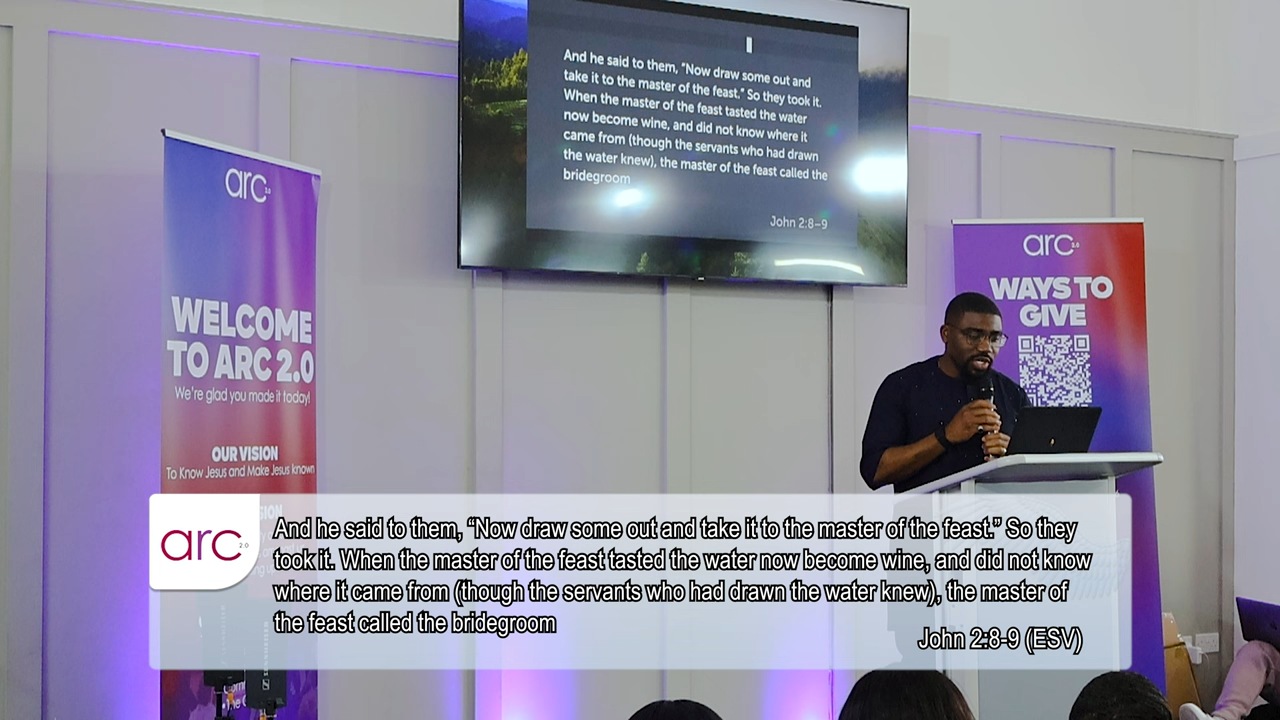 And he said to them, "Now draw some out and
take it to the master of the feast." So they took it.
When the master of the feast tasted the water
now become wine, and did not know where it
came from (though the servants who had drawn
the water knew), the master of the feast called the
bridegroom
John 2:8–9
arc 2.0
WELCOME
TO ARC 2.0
We're glad you made it today!
OUR VISION
To Know Jesus and Make Jesus known
arc 2.0
WAYS TO
GIVE
arc 2.0
And he said to them, “Now draw some out and take it to the master of the feast.” So they
took it. When the master of the feast tasted the water now become wine, and did not know
where it came from (though the servants who had drawn the water knew), the master of
the feast called the bridegroom
John 2:8-9 (ESV)